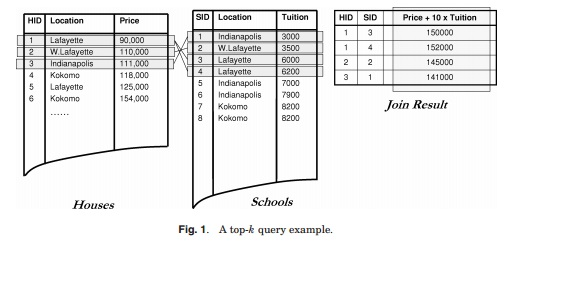 HID Location Price
1 Lafayette 90,000
2 W.Lafayette 110,000
3 Indianapolis 111,000
4 Kokomo 118,000
5 Lafayette 125,000
6 Kokomo 154,000
......
Houses
SID Location Tuition
1 Indianapolis 3000
2 W.Lafayette 3500
3 Lafayette 6000
4 Lafayette 6200
5 Indianapolis 7000
6 Indianapolis 7900
7 Kokomo 8200
8 Kokomo 8200
Schools
HID SID Price + 10 x Tuition
1 3 150000
1 4 152000
2 2 145000
3 1 141000
Join Result
Fig. 1. A top-k query example.